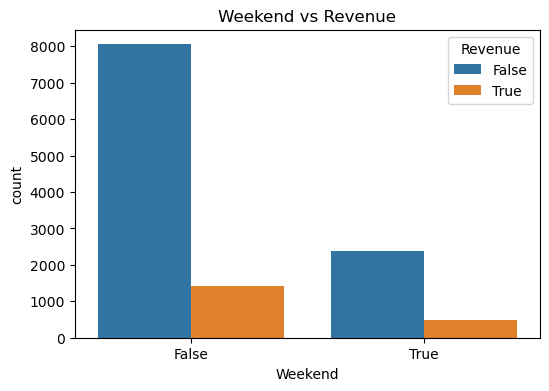 Weekend vs Revenue
Revenue
False
True
8000
7000
6000
5000
4000
3000
2000
1000
0
count
False True
Weekend